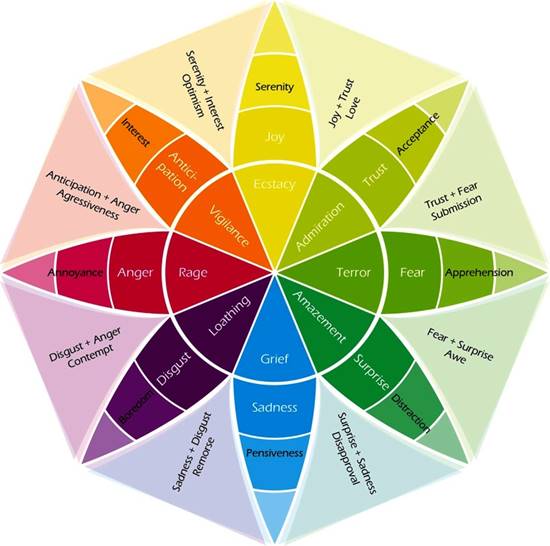 Serenity + Interest
Optimism
Serenity
Joy
Ecstacy
Joy + Trust
Love
Interest
Antici-
pation
Vigilance
Acceptance
Trust
Admiration
Anticipation + Anger
Agressiveness
Trust + Fear
Submission
Annoyance
Anger
Rage
Terror
Fear
Apprehension
Disgust + Anger
Contempt
Loathing
Disgust
Boredom
Grief
Sadness
Pensiveness
Amazement
Surprise
Distraction
Fear + Surprise
Awe
Sadness + Disgust
Remorse
Surprise + Sadness
Disapproval